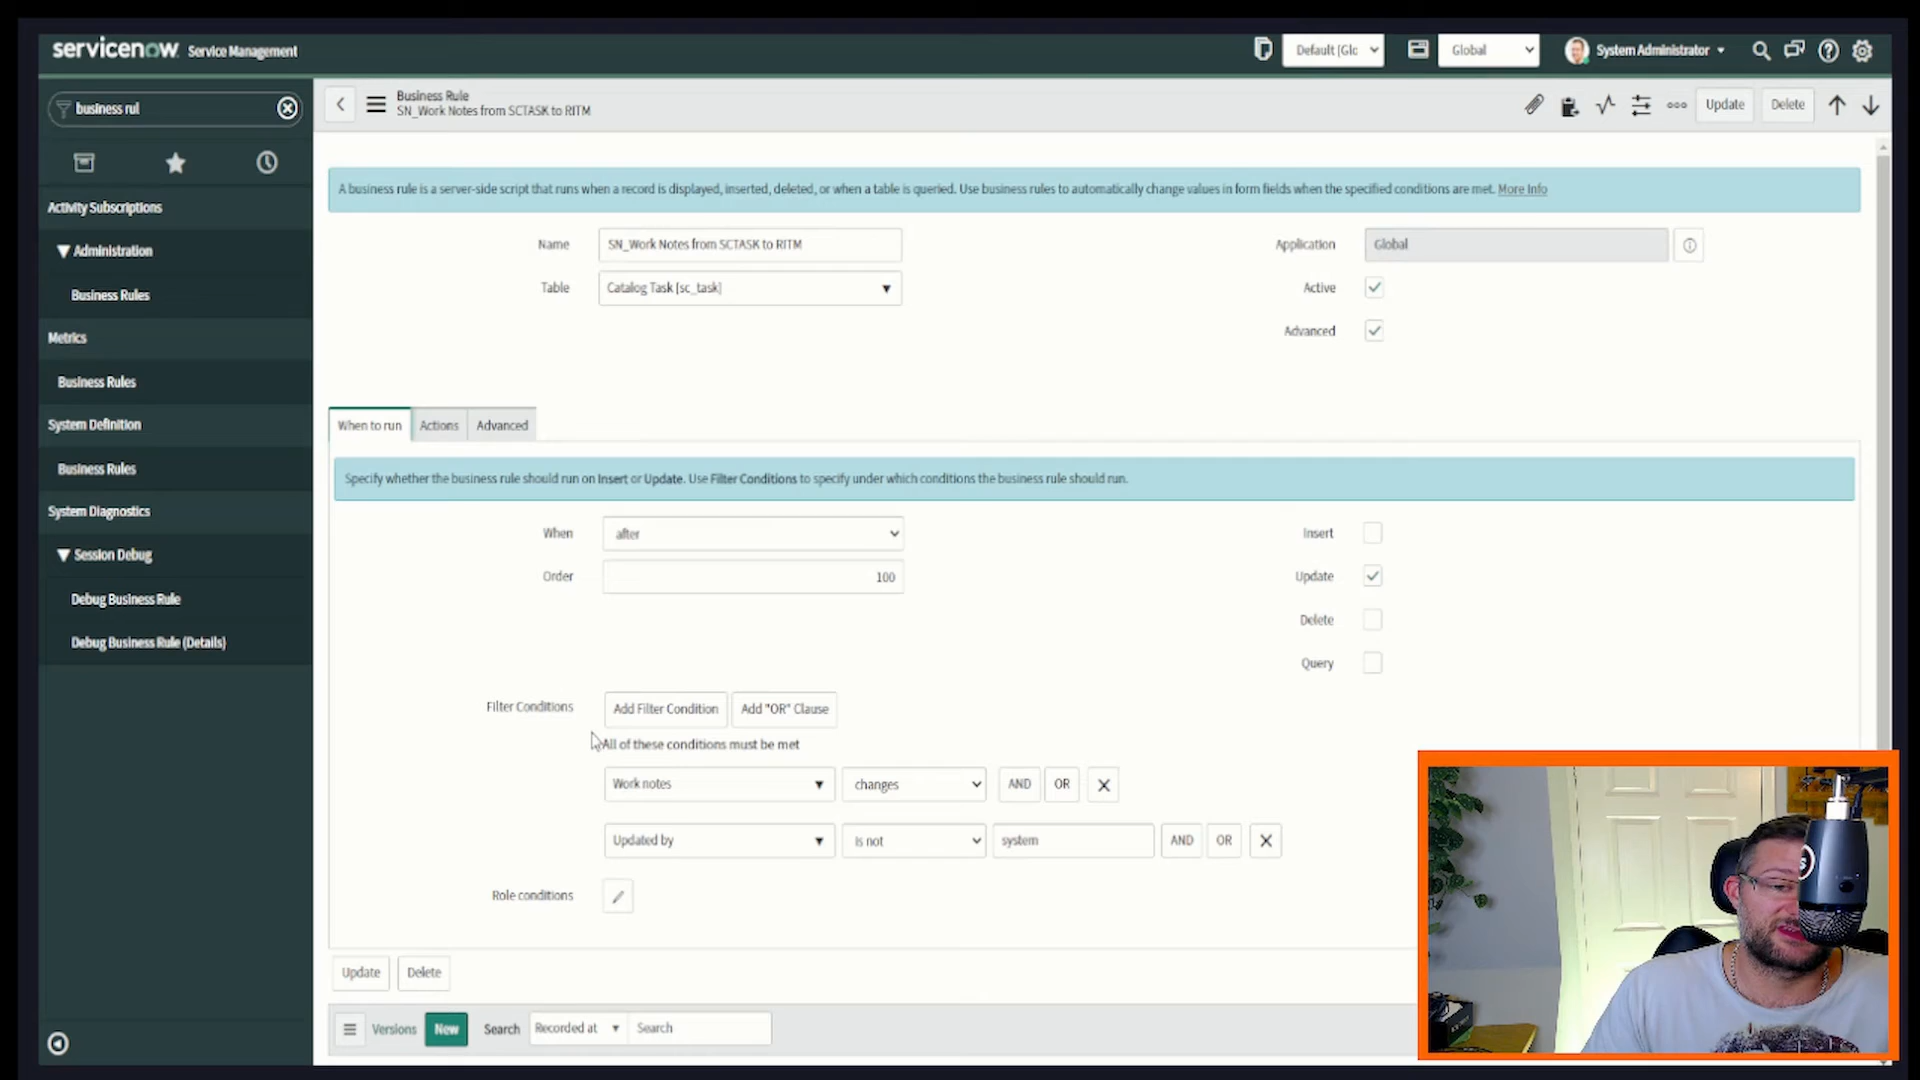 servicenow Service Management
Default [Glc
Global
System Administrator
business rul
Business Rule
SN_Work Notes from SCTASK to RITM
Update
Delete
A business rule is a server-side script that runs when a record is displayed, inserted, deleted, or when a table is queried. Use business rules to automatically change values in form fields when the specified conditions are met. More Info
Activity Subscriptions
Administration
Business Rules
Metrics
Business Rules
System Definition
Business Rules
System Diagnostics
Session Debug
Debug Business Rule
Debug Business Rule (Details)
Name
SN_Work Notes from SCTASK to RITM
Application
Global
Table
Catalog Task [sc_task]
Active
Advanced
When to run
Actions
Advanced
Specify whether the business rule should run on Insert or Update. Use Filter Conditions to specify under which conditions the business rule should run.
When
after
Insert
Order
100
Update
Delete
Query
Filter Conditions
Add Filter Condition
Add "OR" Clause
All of these conditions must be met
Work notes
changes
AND
OR
Updated by
is not
system
AND
OR
Role conditions
Update
Delete
Versions
New
Search
Recorded at
Search